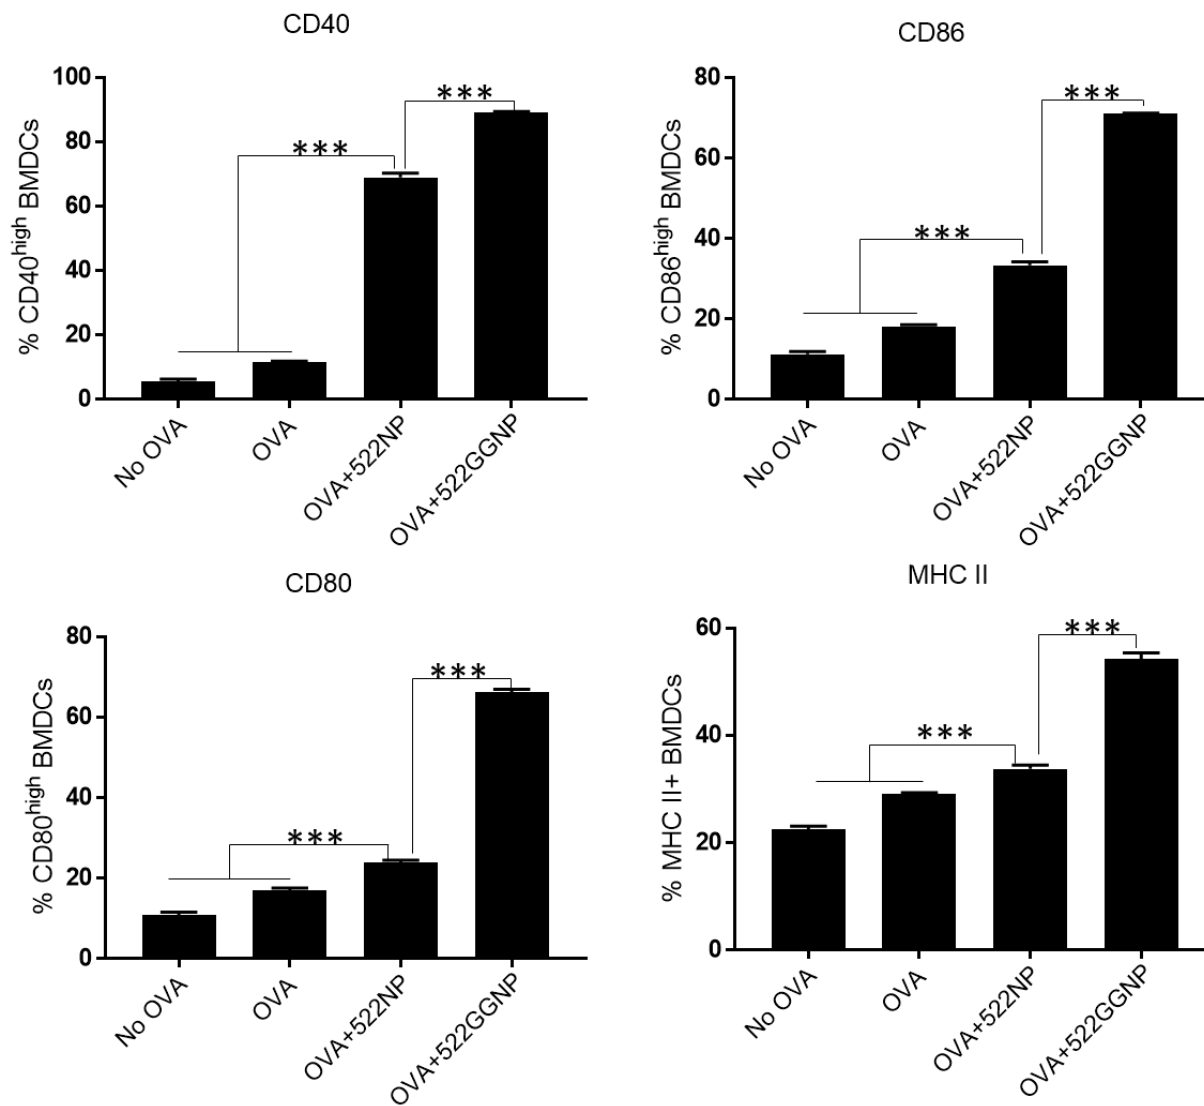 CD40
% CD40high BMDCs
100
80
60
40
20
0
***
***
No OVA
OVA
OVA+522NP
OVA+522GGNP
CD86
% CD86high BMDCs
80
60
40
20
0
***
***
No OVA
OVA
OVA+522NP
OVA+522GGNP
CD80
% CD80high BMDCs
80
60
40
20
0
***
***
No OVA
OVA
OVA+522NP
OVA+522GGNP
MHC II
% MHC II+ BMDCs
60
40
20
0
***
***
No OVA
OVA
OVA+522NP
OVA+522GGNP